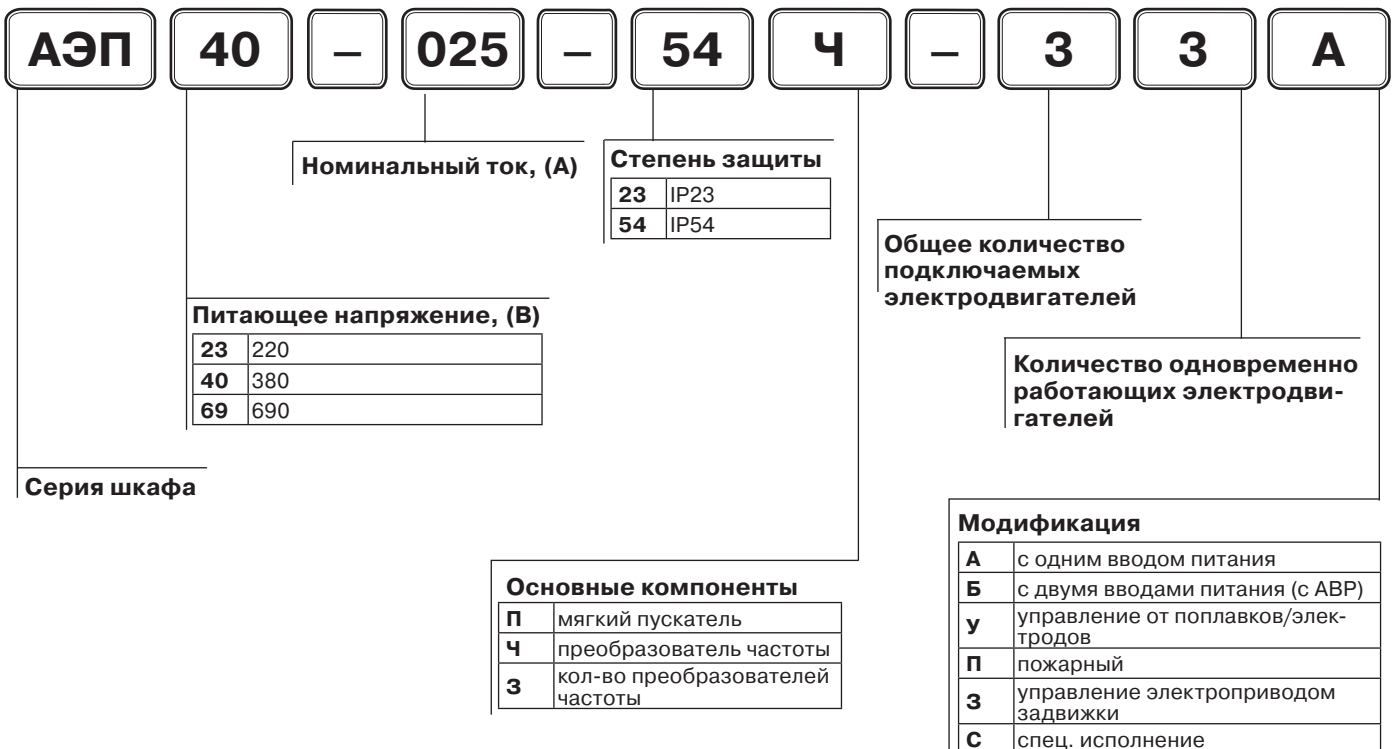 АЭП 40 – 025 – 54 Ч – 3 3 А
Номинальный ток, (А)
Степень защиты
23 IP23
54 IP54
Общее количество
подключаемых
электродвигателей
Питающее напряжение, (В)
23 220
40 380
69 690
Количество одновременно
работающих электродви-
гателей
Серия шкафа
Основные компоненты
П мягкий пускатель
Ч преобразователь частоты
3 кол-во преобразователей
частоты
Модификация
А с одним вводом питания
Б с двумя вводами питания (с АВР)
У управление от поплавков/элек-
тродов
П пожарный
З управление электроприводом
задвижки
С спец. исполнение